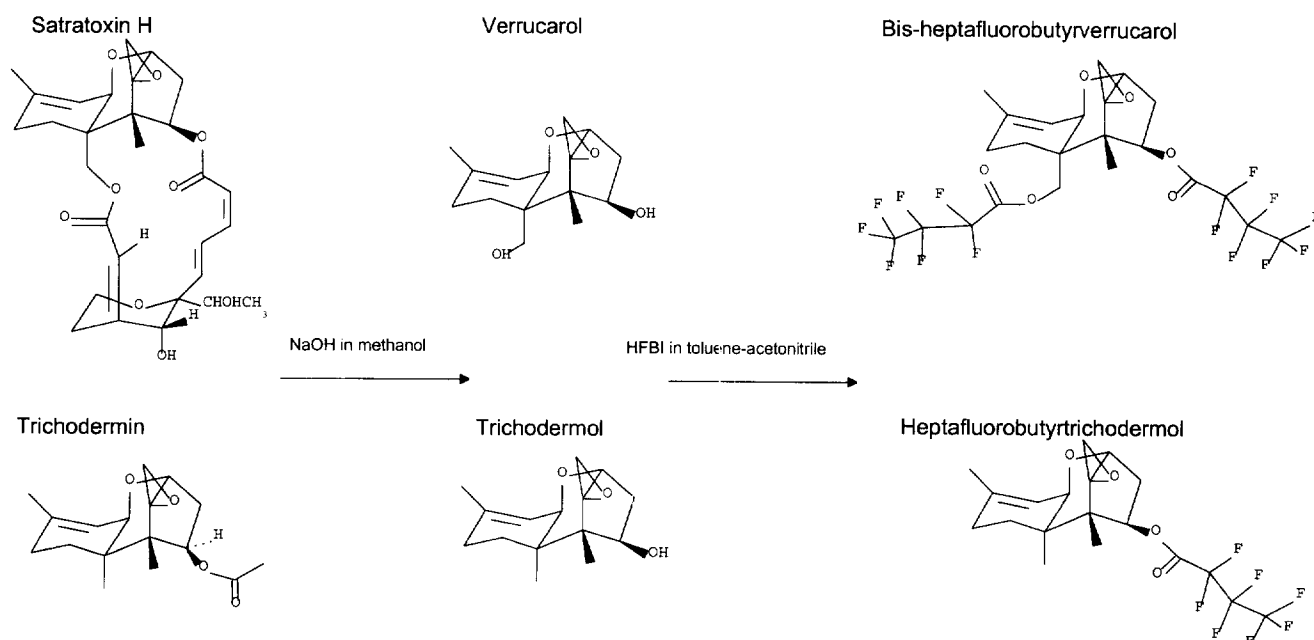 Satratoxin H
Verrucarol
Bis-heptafluorobutyrverrucarol
O
O
O
O
O
O
O
O
O
O
O
H
O
CHOHCH3
H
OH
O
O
OH
OH
O
O
O
O
O
O
F F F F F F F
F F F F F F
NaOH in methanol
HFBI in toluene-acetonitrile
Trichodermin
Trichodermol
Heptafluorobutyrtrichodermol
O
O
H
O
O
O
O
OH
O
O
O
O
F F F F F F F